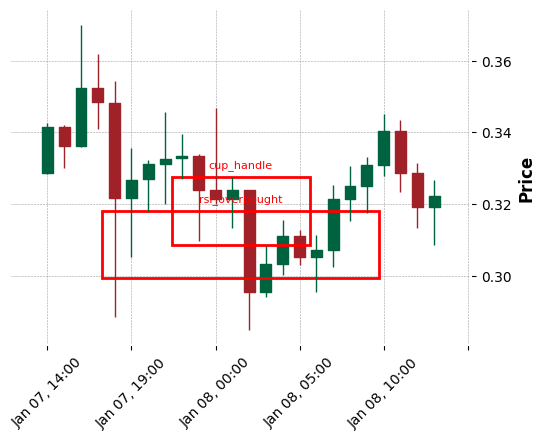 0.36
0.34
cup_handle
rsi_overbought
0.32
0.30
Price
Jan 07, 14:00
Jan 07, 19:00
Jan 08, 00:00
Jan 08, 05:00
Jan 08, 10:00